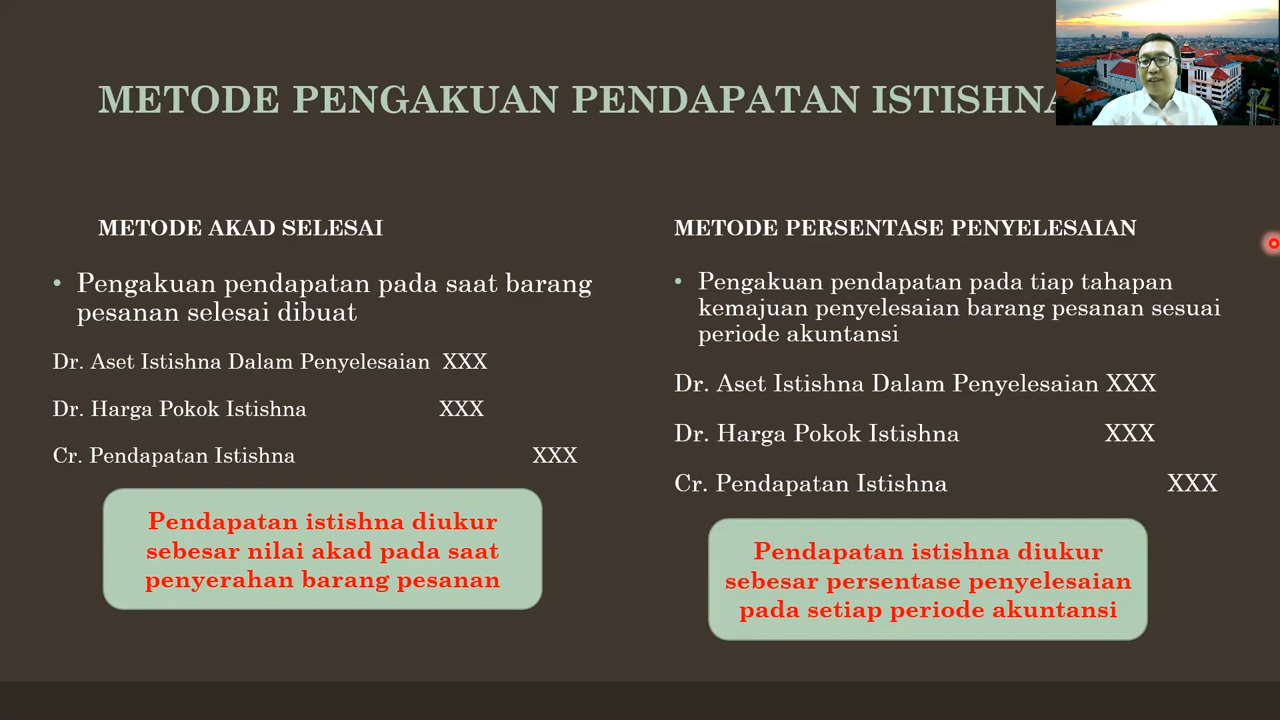 METODE PENGAKUAN PENDAPATAN ISTISHNA
METODE AKAD SELESAI
• Pengakuan pendapatan pada saat barang
pesanan selesai dibuat
Dr. Aset Istishna Dalam Penyelesaian XXX
Dr. Harga Pokok Istishna XXX
Cr. Pendapatan Istishna XXX
Pendapatan istishna diukur
sebesar nilai akad pada saat
penyerahan barang pesanan
METODE PERSENTASE PENYELESAIAN
• Pengakuan pendapatan pada tiap tahapan
kemajuan penyelesaian barang pesanan sesuai
periode akuntansi
Dr. Aset Istishna Dalam Penyelesaian XXX
Dr. Harga Pokok Istishna XXX
Cr. Pendapatan Istishna XXX
Pendapatan istishna diukur
sebesar persentase penyelesaian
pada setiap periode akuntansi